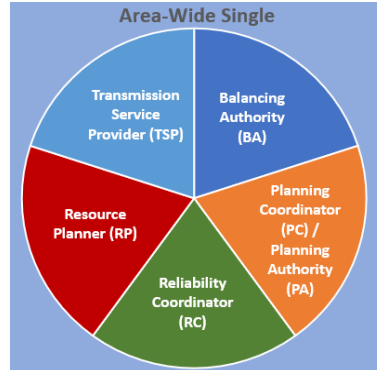 Area-Wide Single
Transmission
Service
Provider (TSP)
Balancing
Authority
(BA)
Planning
Coordinator
(PC) /
Planning
Authority
(PA)
Reliability
Coordinator
(RC)
Resource
Planner (RP)